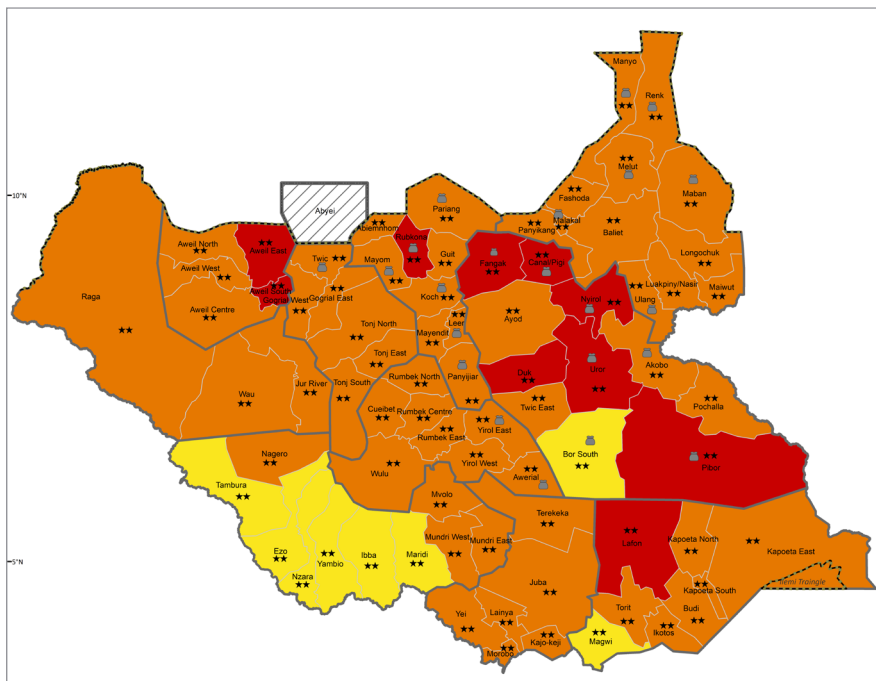 Manyo
Renk
Melut
Maban
10°N
10°N
Fashoda
Pariang
Abyei
Malakal
Abiemnhom
Panyikang
Baliet
Rubkona
Aweil North
Aweil East
Longochuk
Fangak
Canal/Pigi
Twic
Mayom
Guit
Aweil West
Luakpiny/Nasir
Maiwut
Aweil South
Gogrial West
Gogrial East
Koch
Nyirol
Ulang
Raga
Aweil Centre
Leer
Ayod
Tonj North
Mayendit
Tonj East
Akobo
Panyijiar
Uror
Duk
Rumbek North
Jur River
Tonj South
Wau
Twic East
Pochalla
Cueibet
Rumbek Centre
Yirol East
Rumbek East
Nagero
Bor South
Yirol West
Pibor
Wulu
Awerial
Tambura
Mvolo
Terekeka
Lafon
Mundri West
Mundri East
Kapoeta North
Kapoeta East
Ezo
Yambio
Ibba
Maridi
5°N
5°N
Nzara
Juba
Ilemi Traingle
Kapoeta South
Lainya
Torit
Budi
Yei
Ikotos
Kajo-keji
Magwi
Morobo